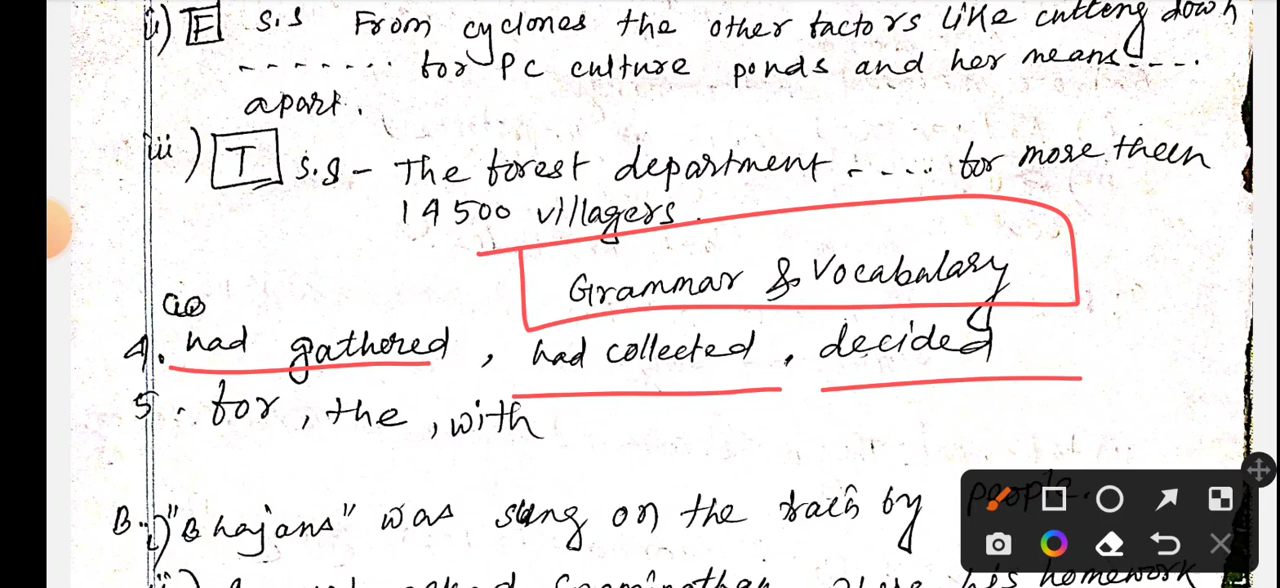 ii) F S.S From cyclones the other factors like cutting down
- - - - - - - for PC culture ponds and her means - - - -
apart.
iii) T S.S - The forest department - - - - for more then
14500 villagers.
Grammar & Vocabulary
4. had gathered, had collected, decided
5. for, the, with
B. i) "Bhajans" was sung on the train by people.
his homework